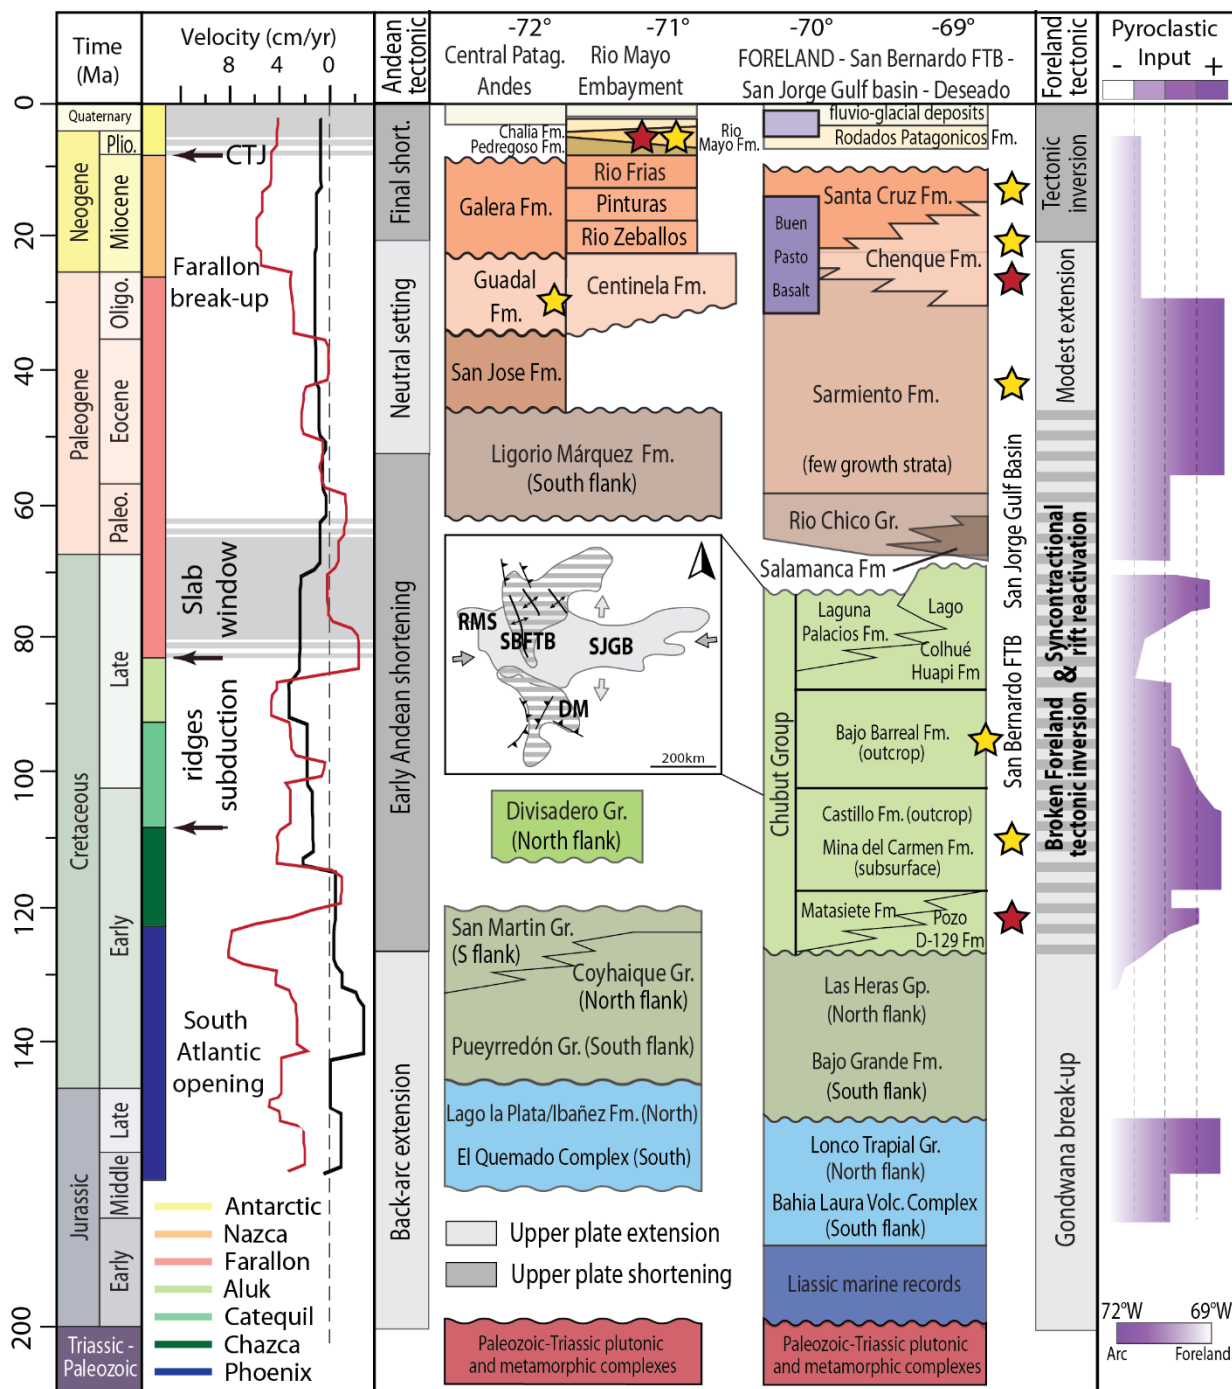 Time
(Ma)
Velocity (cm/yr)
8 4 0
Andean
tectonic
-72°
Central Patag.
Andes
-71°
Rio Mayo
Embayment
-70° -69°
FORELAND - San Bernardo FTB -
San Jorge Gulf basin - Deseado
Foreland
tectonic
Pyroclastic
Input
- +
0
20
40
60
80
100
120
140
200
Quaternary
Neogene
Plio.
Miocene
Paleogene
Oligo.
Eocene
Paleo.
Cretaceous
Late
Early
Jurassic
Late
Middle
Early
Triassic -
Paleozoic
CTJ
Farallon
break-up
Slab
window
ridges
subduction
South
Atlantic
opening
Antarctic
Nazca
Farallon
Aluk
Catequil
Chazca
Phoenix
Final short.
Neutral setting
Early Andean shortening
Back-arc extension
Chalia Fm.
Pedregoso Fm.
Rio
Mayo Fm.
Galera Fm.
Rio Frias
Pinturas
Rio Zeballos
Guadal
Fm.
Centinela Fm.
San Jose Fm.
Ligorio Márquez Fm.
(South flank)
RMS
SBFTB
SJGB
DM
200km
Divisadero Gr.
(North flank)
San Martin Gr.
(S flank)
Coyhaique Gr.
(North flank)
Pueyrredón Gr. (South flank)
Lago la Plata/Ibañez Fm. (North)
El Quemado Complex (South)
Upper plate extension
Upper plate shortening
Paleozoic-Triassic plutonic
and metamorphic complexes
fluvio-glacial deposits
Rodados Patagonicos Fm.
Santa Cruz Fm.
Buen
Pasto
Basalt
Chenque Fm.
Sarmiento Fm.
(few growth strata)
Rio Chico Gr.
Salamanca Fm
Chubut Group
Laguna
Palacios Fm.
Lago
Colhué
Huapi Fm
Bajo Barreal Fm.
(outcrop)
Castillo Fm. (outcrop)
Mina del Carmen Fm.
(subsurface)
Matasiete Fm
Pozo
D-129 Fm
Las Heras Gp.
(North flank)
Bajo Grande Fm.
(South flank)
Lonco Trapial Gr.
(North flank)
Bahia Laura Volc. Complex
(South flank)
Liassic marine records
Paleozoic-Triassic plutonic
and metamorphic complexes
San Bernardo FTB San Jorge Gulf Basin
Tectonic
inversion
Modest extension
Broken Foreland & Syncontractional
tectonic inversion rift reactivation
Gondwana break-up
72°W 69°W
Arc Foreland